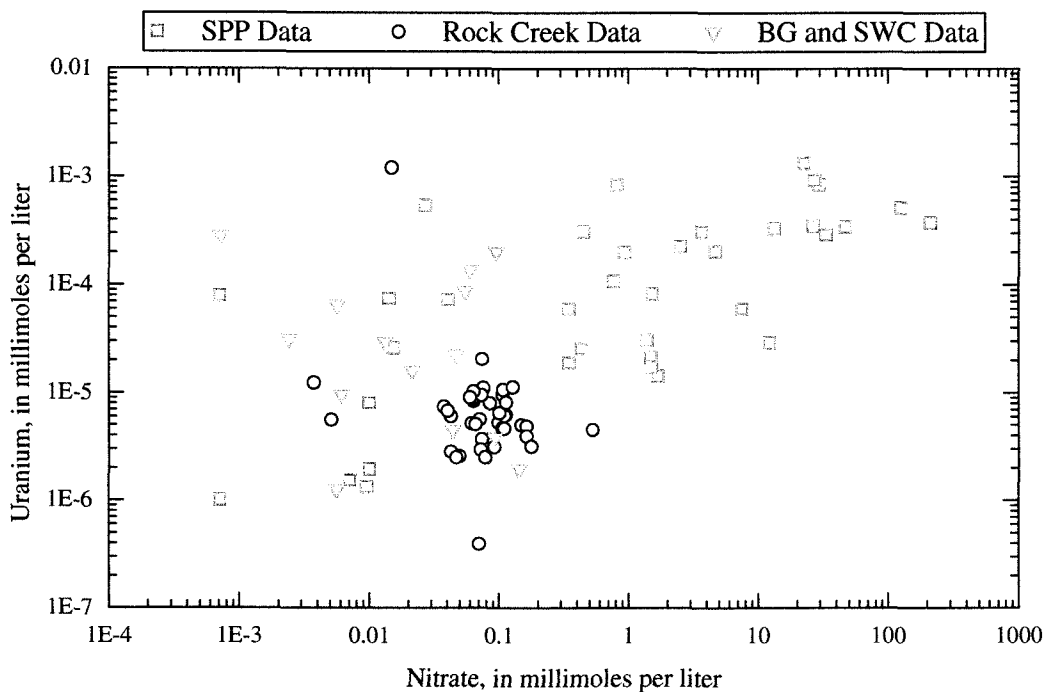 SPP Data Rock Creek Data BG and SWC Data
0.01
1E-3
1E-4
1E-5
1E-6
1E-7
Uranium, in millimoles per liter
1E-4 1E-3 0.01 0.1 1 10 100 1000
Nitrate, in millimoles per liter